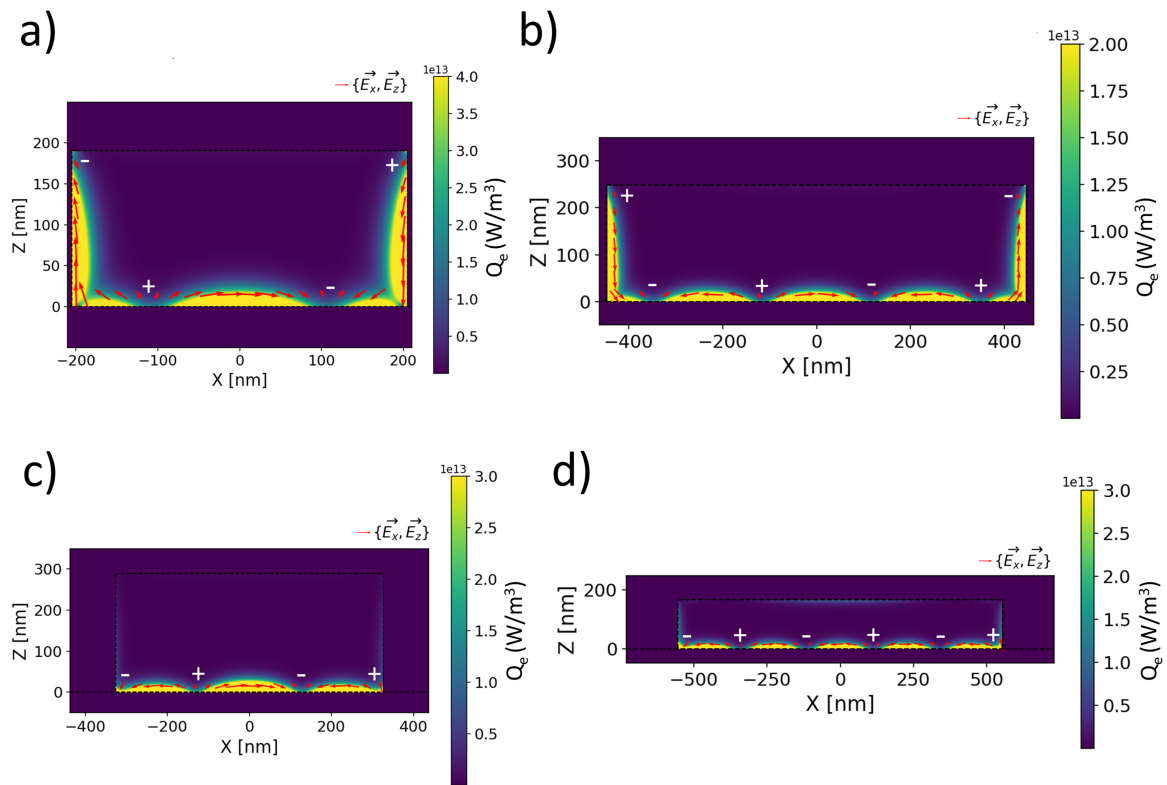 a)
1e13
→{E⃗x, E⃗z}
4.0
3.5
3.0
2.5
2.0
1.5
1.0
0.5
Qe (W/m³)
200
150
100
50
0
Z [nm]
- +
+ -
−200 −100 0 100 200
X [nm]
b)
1e13
→{E⃗x, E⃗z}
2.00
1.75
1.50
1.25
1.00
0.75
0.50
0.25
Qe (W/m³)
300
200
100
0
Z [nm]
+ -
- + - +
−400 −200 0 200 400
X [nm]
c)
1e13
→{E⃗x, E⃗z}
3.0
2.5
2.0
1.5
1.0
0.5
Qe (W/m³)
300
200
100
0
Z [nm]
- + - +
−400 −200 0 200 400
X [nm]
d)
1e13
→{E⃗x, E⃗z}
3.0
2.5
2.0
1.5
1.0
0.5
Qe (W/m³)
200
0
Z [nm]
- + - + - +
−500 −250 0 250 500
X [nm]